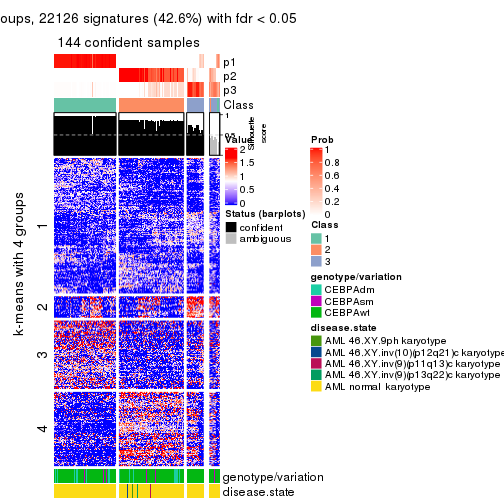 oups, 22126 signatures (42.6%) with fdr < 0.05
144 confident samples
p1
p2
p3
Class
1
0.5
0
Silhouette
score
k-means with 4 groups
1
2
3
4
genotype/variation
disease.state
Value
2
1.5
1
0.5
0
Status (barplots)
confident
ambiguous
Prob
1
0.8
0.6
0.4
0.2
0
Class
1
2
3
genotype/variation
CEBPAdm
CEBPAsm
CEBPAwt
disease.state
AML 46.XY.9ph karyotype
AML 46.XY.inv(10)(p12q21)c karyotype
AML 46.XY.inv(9)(p11q13)c karyotype
AML 46.XY.inv(9)(p13q22)c karyotype
AML normal karyotype